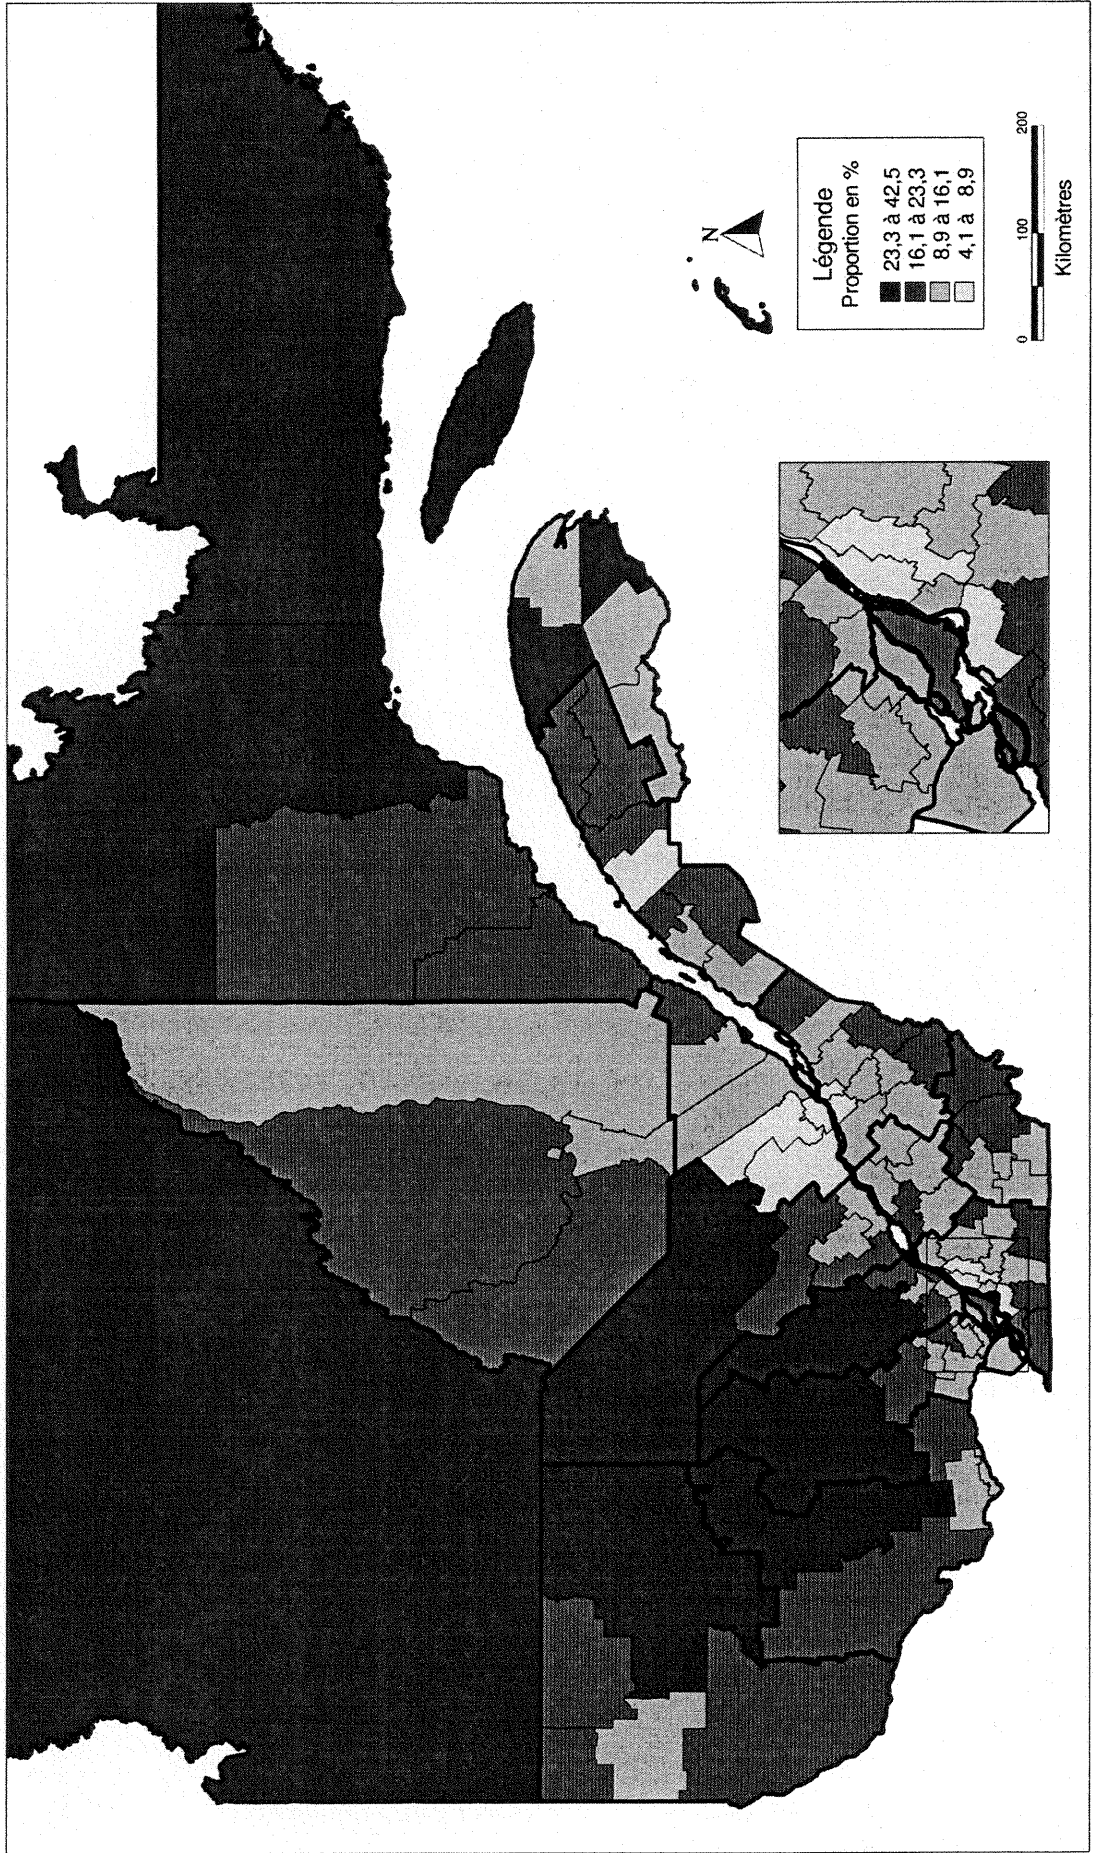 N
Légende
Proportion en %
23,3 à 42,5
16,1 à 23,3
8,9 à 16,1
4,1 à 8,9
0 100 200
Kilomètres